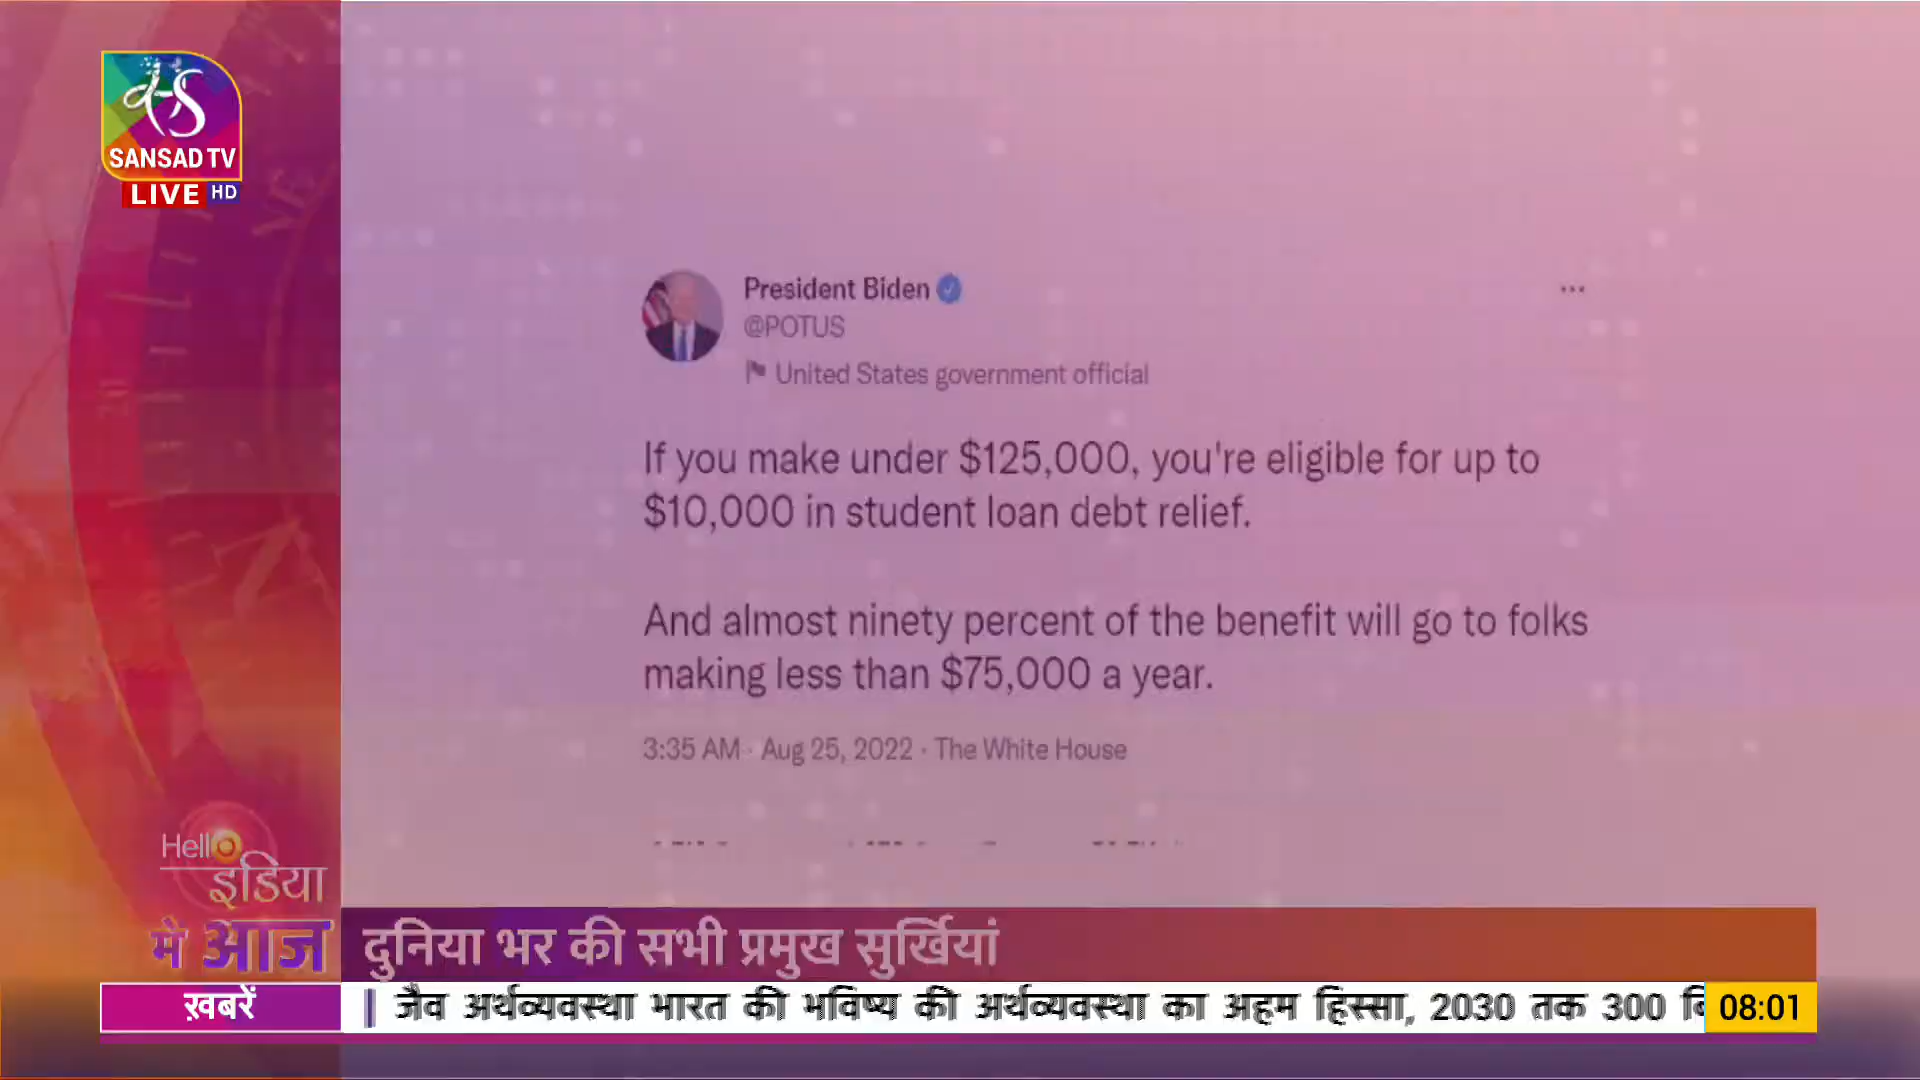 SANSAD TV
LIVE HD
President Biden
@POTUS
United States government official
If you make under $125,000, you're eligible for up to
$10,000 in student loan debt relief.
And almost ninety percent of the benefit will go to folks
making less than $75,000 a year.
3:35 AM · Aug 25, 2022 · The White House
Hello
इंडिया
में आज
दुनिया भर की सभी प्रमुख सुर्खियां
ख़बरें
जैव अर्थव्यवस्था भारत की भविष्य की अर्थव्यवस्था का अहम हिस्सा, 2030 तक 300
08:01